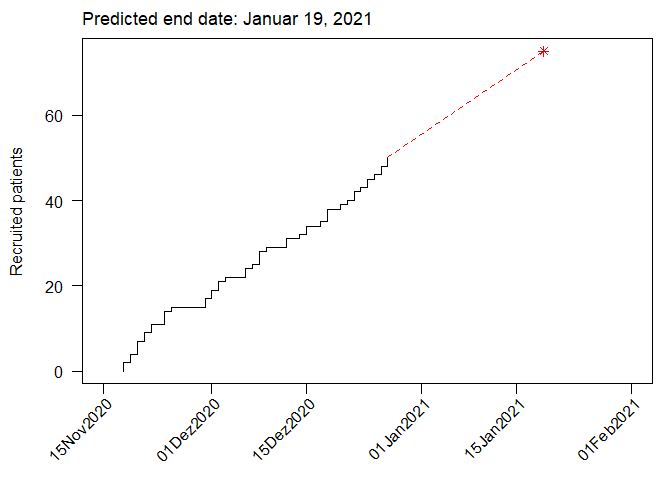 Predicted end date: Januar 19, 2021
Recruited patients
60
40
20
0
15Nov2020
01Dez2020
15Dez2020
01Jan2021
15Jan2021
01Feb2021